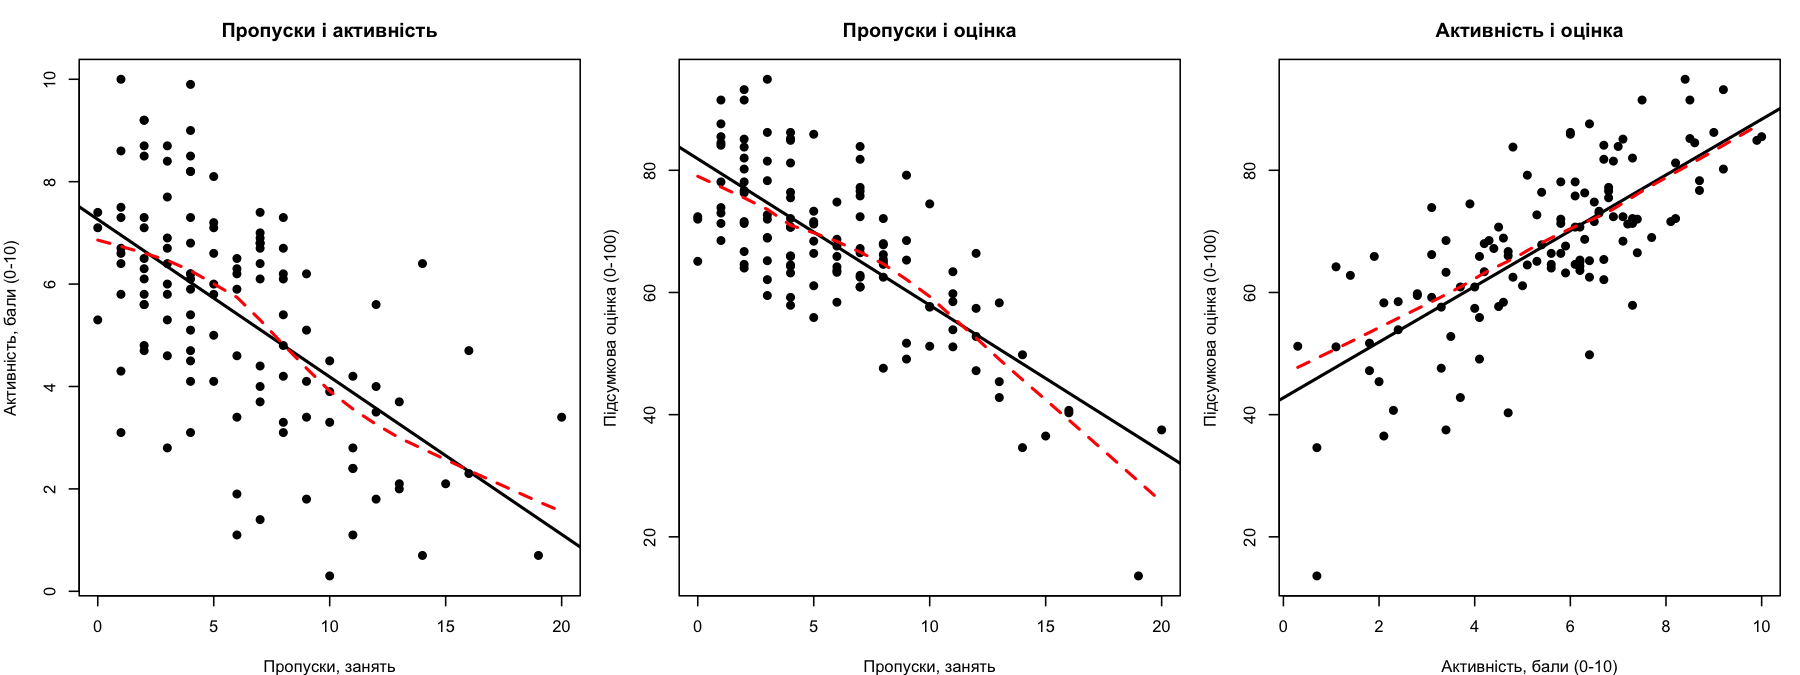 Пропуски і активність
Активність, бали (0-10)
10
8
6
4
2
0
0 5 10 15 20
Пропуски, занять
Пропуски і оцінка
Підсумкова оцінка (0-100)
80
60
40
20
0 5 10 15 20
Пропуски, занять
Активність і оцінка
Підсумкова оцінка (0-100)
80
60
40
20
0 2 4 6 8 10
Активність, бали (0-10)